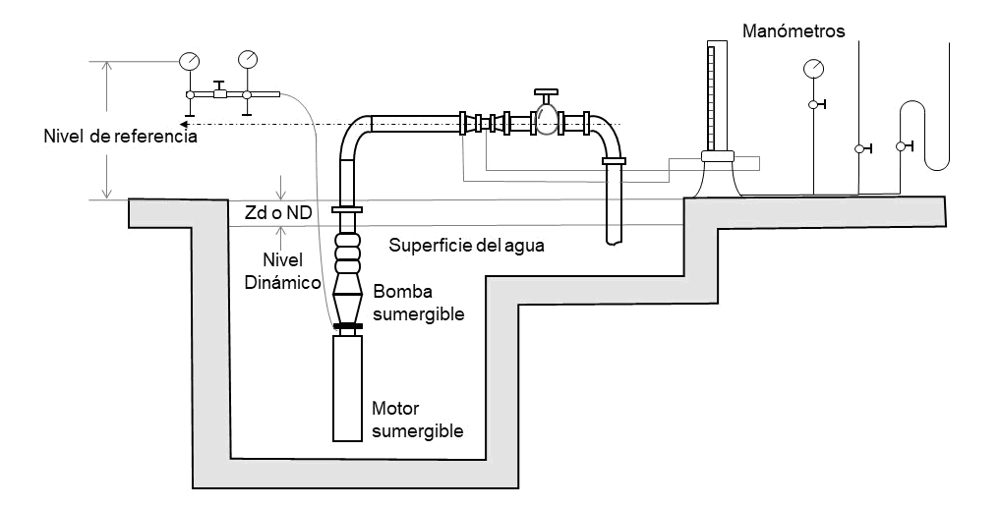 Manómetros
Nivel de referencia
Zd o ND
Nivel
Dinámico
Superficie del agua
Bomba
sumergible
Motor
sumergible